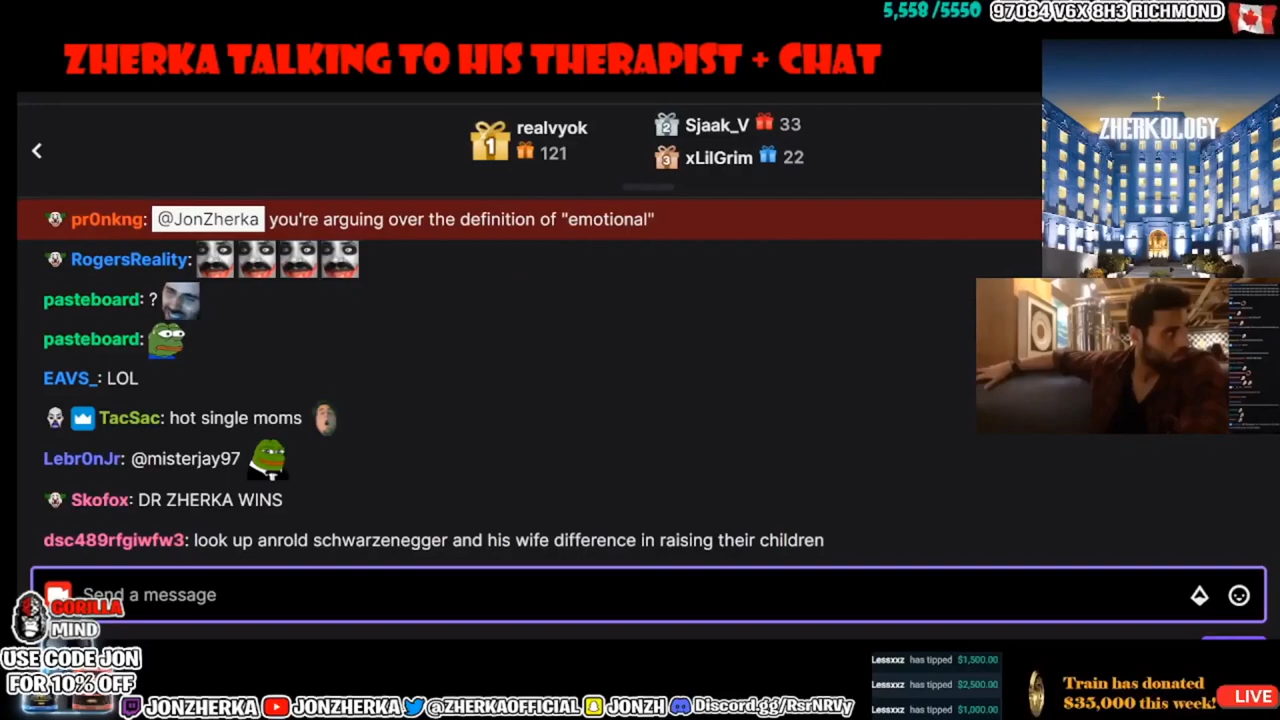 5,558 /5550
97084 V6X 8H3 RICHMOND
ZHERKA TALKING TO HIS THERAPIST + CHAT
ZHERKOLOGY
1
realvyok
121
2
Sjaak_V 33
3
xLilGrim 22
pr0nkng: @JonZherka you're arguing over the definition of "emotional"
RogersReality:
pasteboard: ?
pasteboard:
EAVS_: LOL
TacSac: hot single moms
Lebr0nJr: @misterjay97
Skofox: DR ZHERKA WINS
dsc489rfgiwfw3: look up anrold schwarzenegger and his wife difference in raising their children
Send a message
GORILLA
MIND
USE CODE JON
FOR 10% OFF
JONZHERKA JONZHERKA @ZHERKAOFFICIAL JONZH Discord.gg/RsrNRVy
Lessxxz has tipped $1,500.00
Lessxxz has tipped $2,500.00
Lessxxz has tipped $1,000.00
Train has donated
$35,000 this week!
LIVE